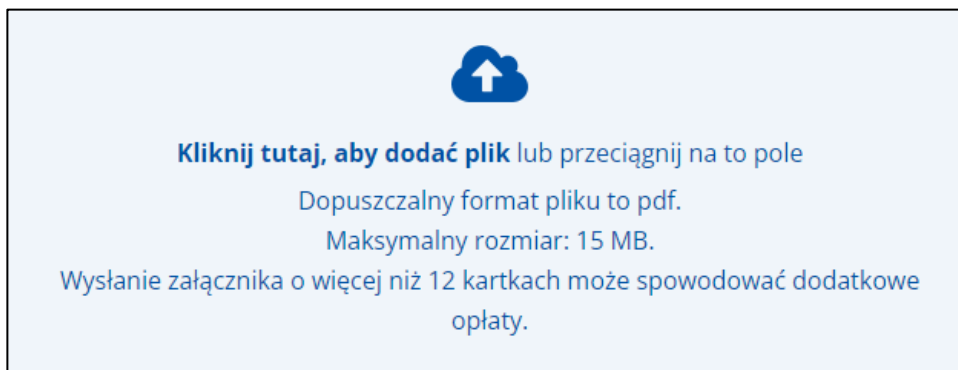 Kliknij tutaj, aby dodać plik lub przeciągnij na to pole
Dopuszczalny format pliku to pdf.
Maksymalny rozmiar: 15 MB.
Wysłanie załącznika o więcej niż 12 kartkach może spowodować dodatkowe
opłaty.